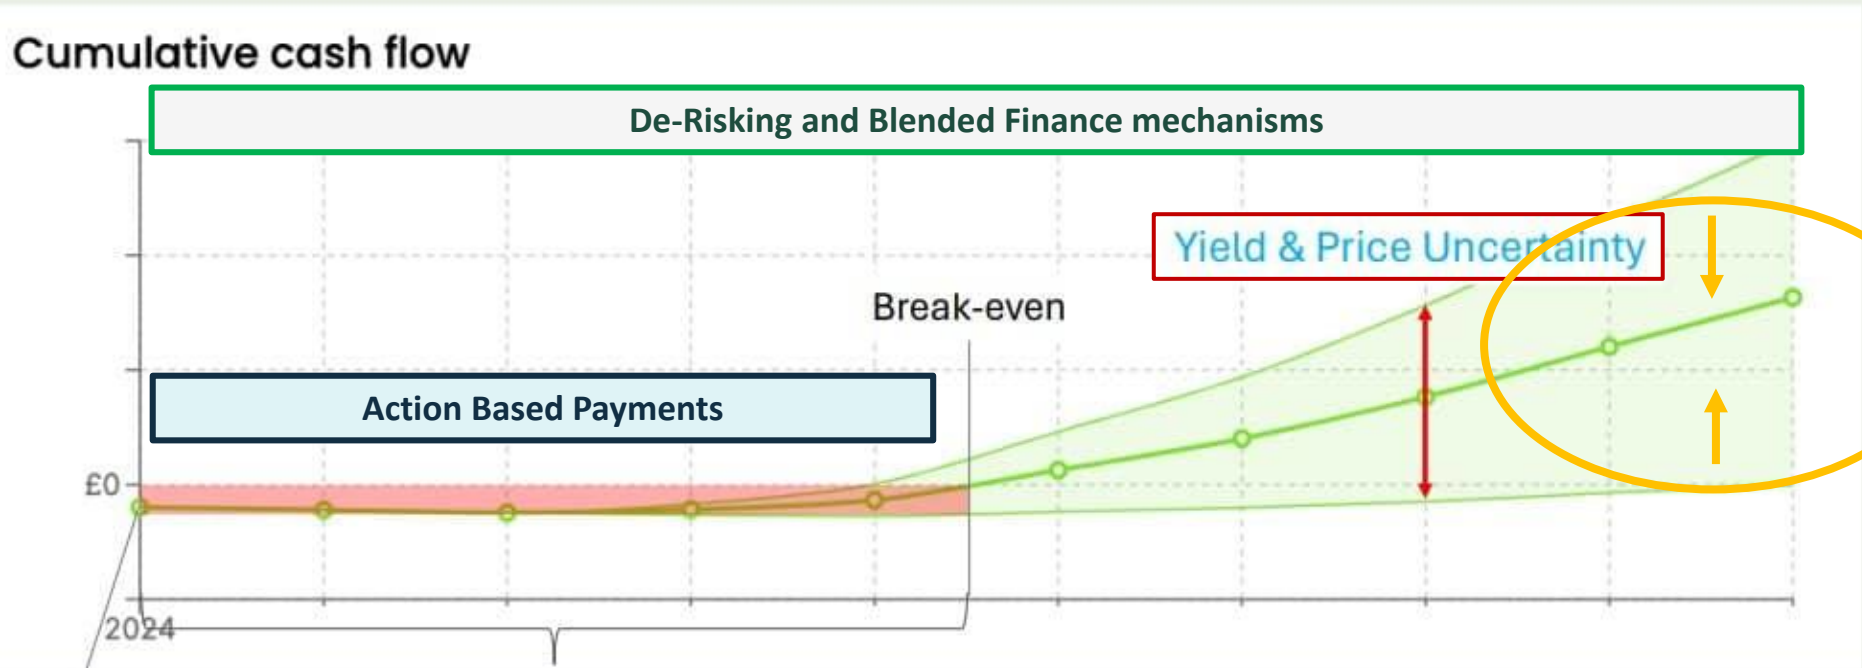 Cumulative cash flow
De-Risking and Blended Finance mechanisms
Yield & Price Uncertainty
Break-even
Action Based Payments
£0
2024